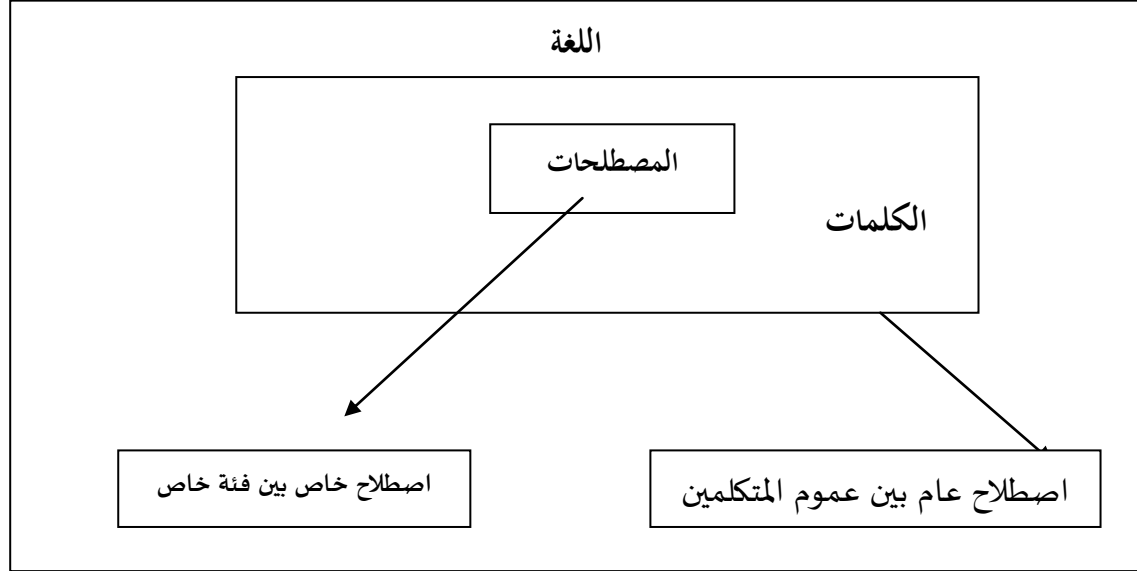 اللغة
المصطلحات
الكلمات
اصطلاح عام بين عموم المتكلمين
اصطلاح خاص بين فئة خاص